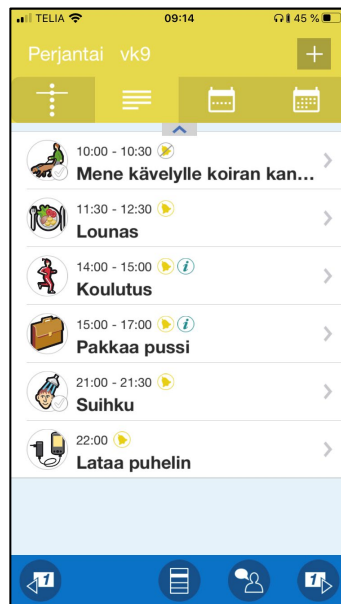 TELIA 09:14 45 %
Perjantai vk9
10:00 - 10:30
Mene kävelylle koiran kan...
11:30 - 12:30
Lounas
14:00 - 15:00 i
Koulutus
15:00 - 17:00 i
Pakkaa pussi
21:00 - 21:30
Suihku
22:00
Lataa puhelin
1 1